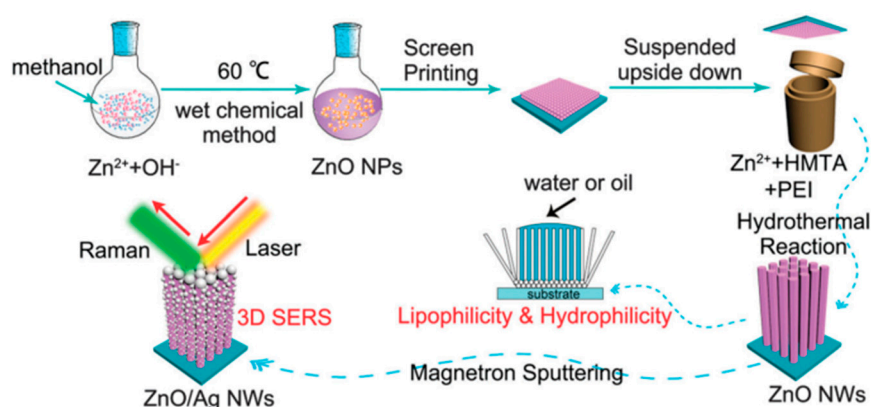 methanol
Zn²⁺+OH⁻
60 ℃
wet chemical
method
ZnO NPs
Screen
Printing
Suspended
upside down
Zn²⁺+HMTA
+PEI
Hydrothermal
Reaction
ZnO NWs
water or oil
substrate
Lipophilicity & Hydrophilicity
Magnetron Sputtering
Raman
Laser
3D SERS
ZnO/Ag NWs